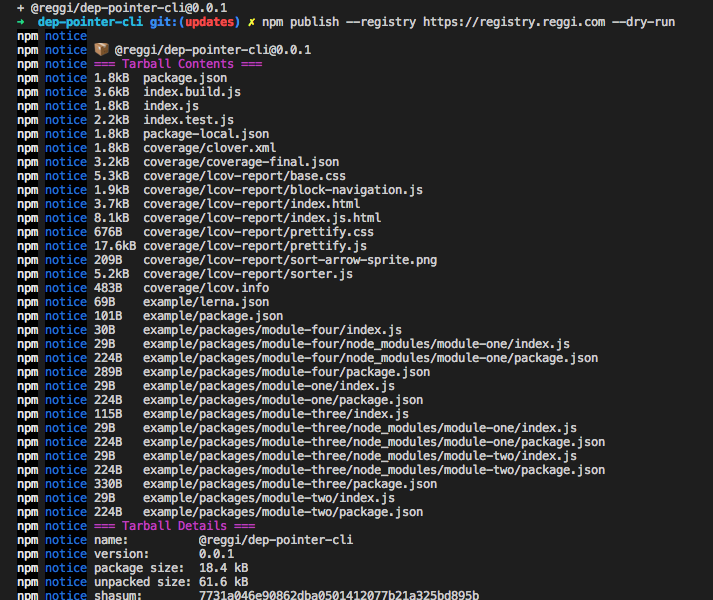 + @reggi/dep-pointer-cli@0.0.1
➜ dep-pointer-cli git:(updates) ✗ npm publish --registry https://registry.reggi.com --dry-run
npm notice
npm notice 📦 @reggi/dep-pointer-cli@0.0.1
npm notice === Tarball Contents ===
npm notice 1.8kB package.json
npm notice 3.6kB index.build.js
npm notice 1.8kB index.js
npm notice 2.2kB index.test.js
npm notice 1.8kB package-local.json
npm notice 1.8kB coverage/clover.xml
npm notice 3.2kB coverage/coverage-final.json
npm notice 5.3kB coverage/lcov-report/base.css
npm notice 1.9kB coverage/lcov-report/block-navigation.js
npm notice 3.7kB coverage/lcov-report/index.html
npm notice 8.1kB coverage/lcov-report/index.js.html
npm notice 676B coverage/lcov-report/prettify.css
npm notice 17.6kB coverage/lcov-report/prettify.js
npm notice 209B coverage/lcov-report/sort-arrow-sprite.png
npm notice 5.2kB coverage/lcov-report/sorter.js
npm notice 483B coverage/lcov.info
npm notice 69B example/lerna.json
npm notice 101B example/package.json
npm notice 30B example/packages/module-four/index.js
npm notice 29B example/packages/module-four/node_modules/module-one/index.js
npm notice 224B example/packages/module-four/node_modules/module-one/package.json
npm notice 289B example/packages/module-four/package.json
npm notice 29B example/packages/module-one/index.js
npm notice 224B example/packages/module-one/package.json
npm notice 115B example/packages/module-three/index.js
npm notice 29B example/packages/module-three/node_modules/module-one/index.js
npm notice 224B example/packages/module-three/node_modules/module-one/package.json
npm notice 29B example/packages/module-three/node_modules/module-two/index.js
npm notice 224B example/packages/module-three/node_modules/module-two/package.json
npm notice 330B example/packages/module-three/package.json
npm notice 29B example/packages/module-two/index.js
npm notice 224B example/packages/module-two/package.json
npm notice === Tarball Details ===
npm notice name: @reggi/dep-pointer-cli
npm notice version: 0.0.1
npm notice package size: 18.4 kB
npm notice unpacked size: 61.6 kB
npm notice shasum: 7731a046e90862dba0501412077b21a325bd895b